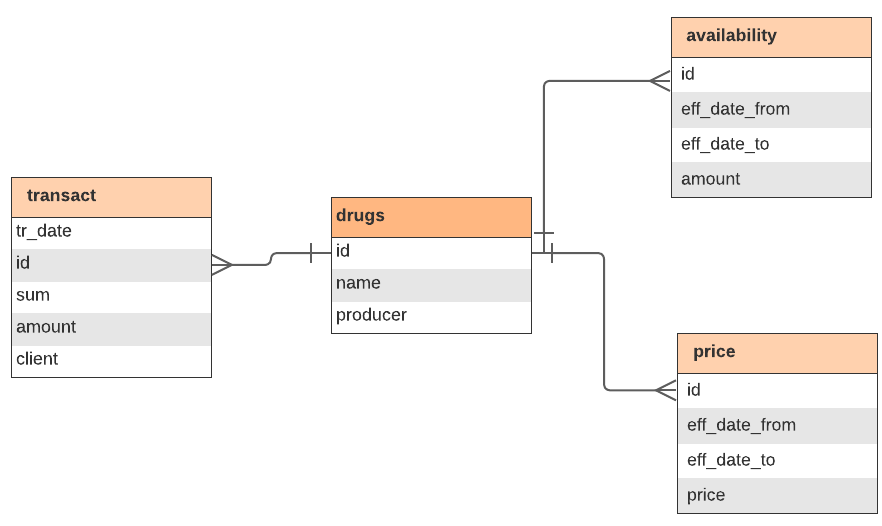 transact
tr_date
id
sum
amount
client
drugs
id
name
producer
availability
id
eff_date_from
eff_date_to
amount
price
id
eff_date_from
eff_date_to
price